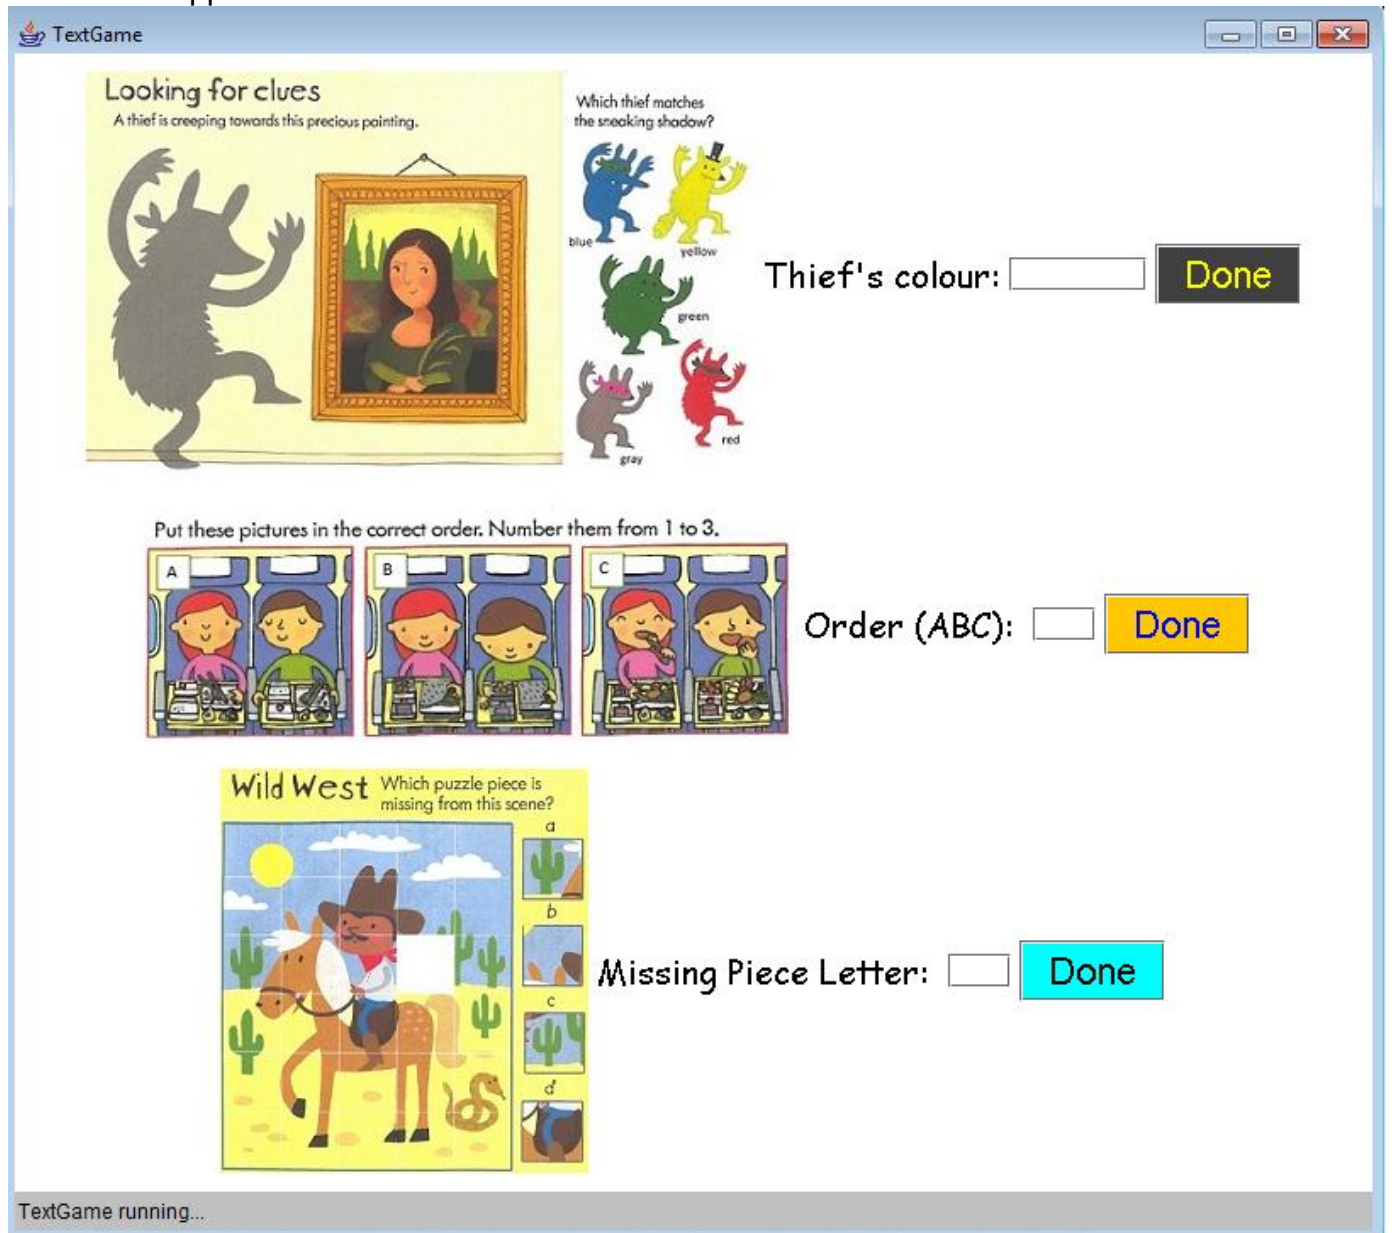 TextGame
Looking for clues
A thief is creeping towards this precious painting.
Which thief matches
the sneaking shadow?
blue
yellow
green
gray
red
Thief's colour:
Done
Put these pictures in the correct order. Number them from 1 to 3.
A
B
C
Order (ABC):
Done
Wild West
Which puzzle piece is
missing from this scene?
a
b
c
d
Missing Piece Letter:
Done
TextGame running...